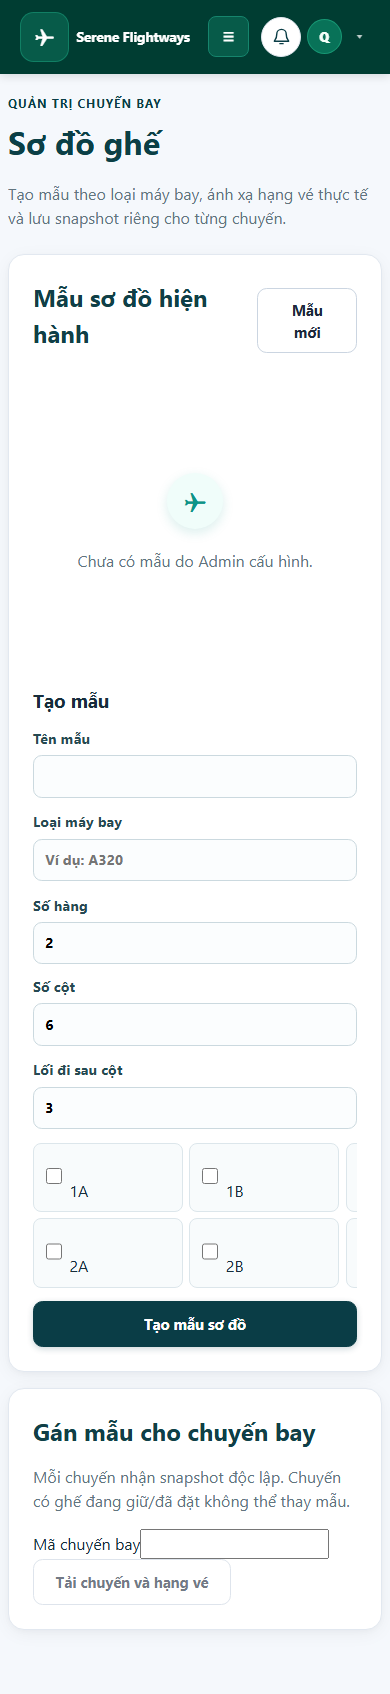 Serene Flightways
Q
QUẢN TRỊ CHUYẾN BAY
Sơ đồ ghế
Tạo mẫu theo loại máy bay, ánh xạ hạng vé thực tế
và lưu snapshot riêng cho từng chuyến.
Mẫu sơ đồ hiện
hành
Mẫu
mới
Chưa có mẫu do Admin cấu hình.
Tạo mẫu
Tên mẫu
Loại máy bay
Ví dụ: A320
Số hàng
2
Số cột
6
Lối đi sau cột
3
1A
1B
2A
2B
Tạo mẫu sơ đồ
Gán mẫu cho chuyến bay
Mỗi chuyến nhận snapshot độc lập. Chuyến
có ghế đang giữ/đã đặt không thể thay mẫu.
Mã chuyến bay
Tải chuyến và hạng vé